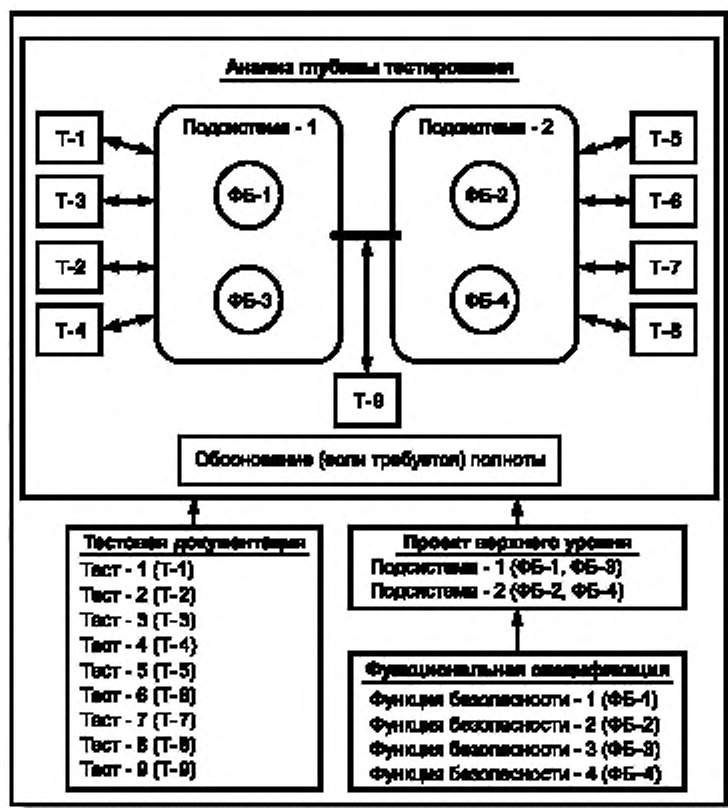 Анализ глубины тестирования
Подсистема - 1
Подсистема - 2
Т-1
Т-3
Т-2
Т-4
ФБ-1
ФБ-3
ФБ-2
ФБ-4
Т-5
Т-6
Т-7
Т-8
Т-9
Обоснование (если требуется) полноты
Тестовая документация
Тест - 1 (Т-1)
Тест - 2 (Т-2)
Тест - 3 (Т-3)
Тест - 4 (Т-4)
Тест - 5 (Т-5)
Тест - 6 (Т-6)
Тест - 7 (Т-7)
Тест - 8 (Т-8)
Тест - 9 (Т-9)
Проект верхнего уровня
Подсистема - 1 (ФБ-1, ФБ-3)
Подсистема - 2 (ФБ-2, ФБ-4)
Функциональная спецификация
Функция безопасности - 1 (ФБ-1)
Функция безопасности - 2 (ФБ-2)
Функция безопасности - 3 (ФБ-3)
Функция безопасности - 4 (ФБ-4)